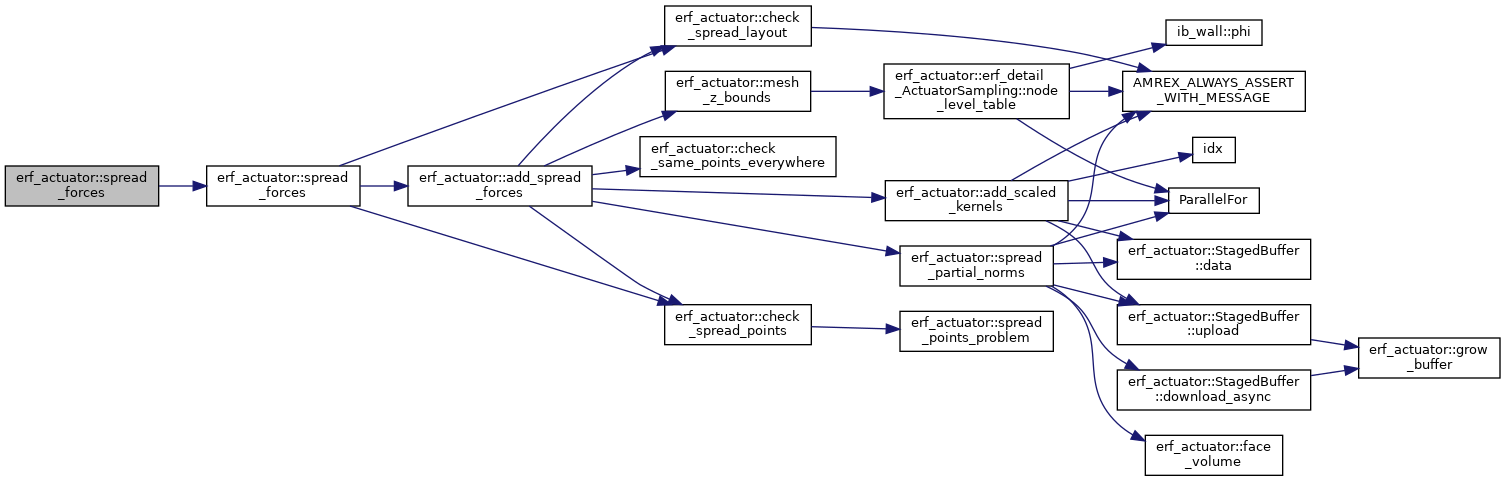 erf_actuator::spread
_forces
erf_actuator::spread
_forces
erf_actuator::add_spread
_forces
erf_actuator::check
_spread_layout
erf_actuator::mesh
_z_bounds
erf_actuator::check
_same_points_everywhere
erf_actuator::check
_spread_points
erf_actuator::erf_detail
_ActuatorSampling::node
_level_table
erf_actuator::add_scaled
_kernels
erf_actuator::spread
_partial_norms
erf_actuator::spread
_points_problem
ib_wall::phi
AMREX_ALWAYS_ASSERT
_WITH_MESSAGE
idx
ParallelFor
erf_actuator::StagedBuffer
::data
erf_actuator::StagedBuffer
::upload
erf_actuator::StagedBuffer
::download_async
erf_actuator::face
_volume
erf_actuator::grow
_buffer